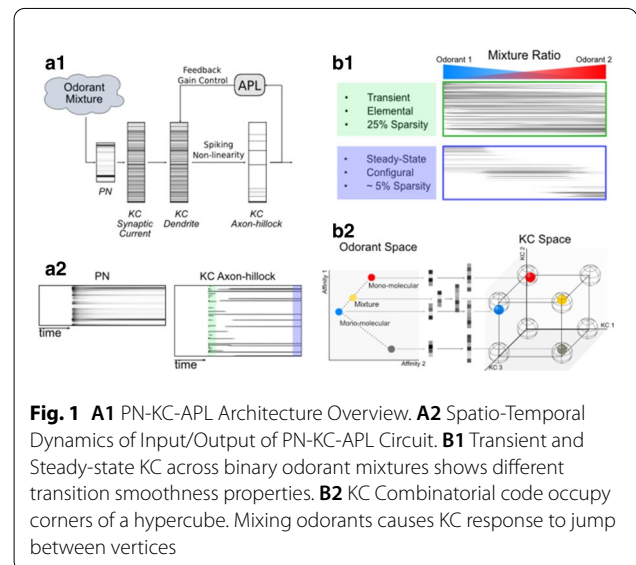 a1
Feedback
Gain Control
APL
Odorant
Mixture
Spiking
Non-linearity
PN
KC
Synaptic
Current
KC
Dendrite
KC
Axon-hillock
b1
Mixture Ratio
Odorant 1
Odorant 2
• Transient
• Elemental
• 25% Sparsity
• Steady-State
• Configural
• ~ 5% Sparsity
a2
PN
KC Axon-hillock
time
time
b2
Odorant Space
KC Space
Affinity 1
Mono-molecular
Mixture
Mono-molecular
Affinity 2
KC 2
KC 1
KC 3
Fig. 1 A1 PN-KC-APL Architecture Overview. A2 Spatio-Temporal
Dynamics of Input/Output of PN-KC-APL Circuit. B1 Transient and
Steady-state KC across binary odorant mixtures shows different
transition smoothness properties. B2 KC Combinatorial code occupy
corners of a hypercube. Mixing odorants causes KC response to jump
between vertices